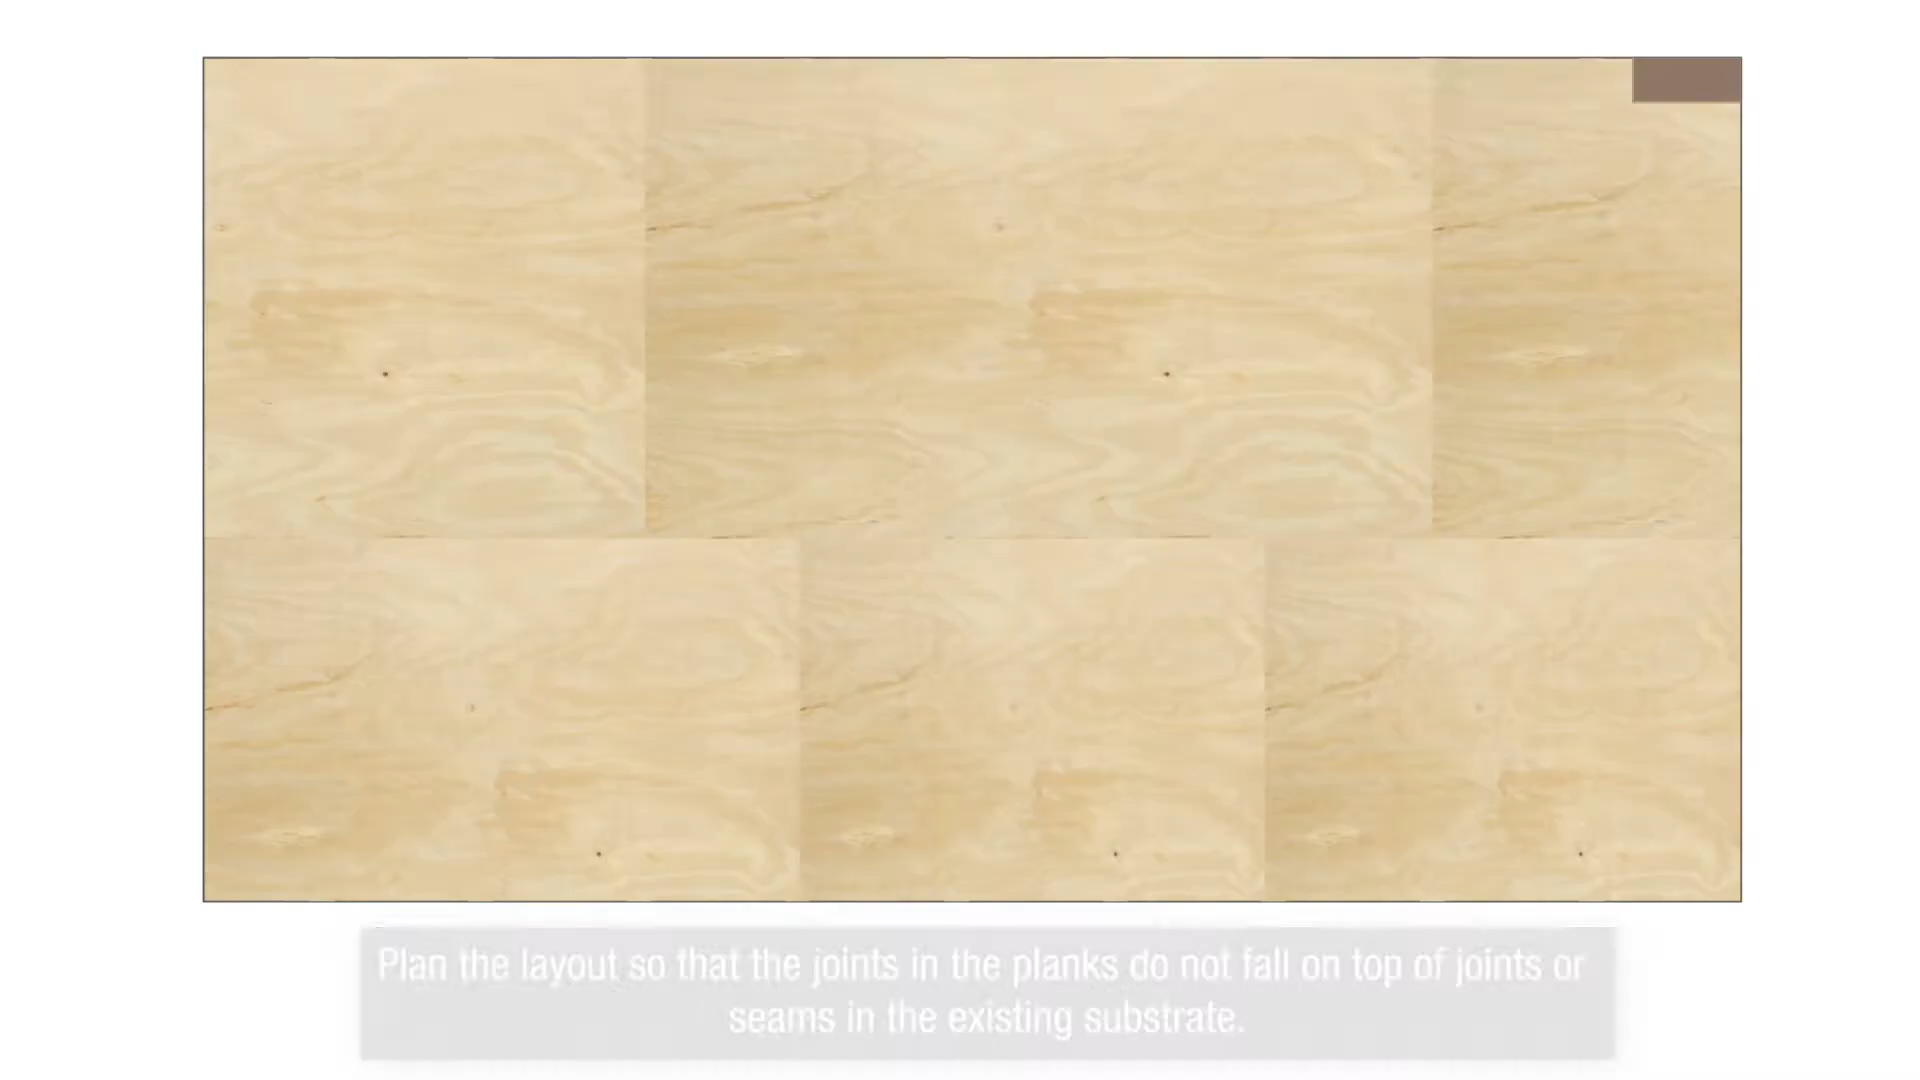 Plan the layout so that the joints in the planks do not fall on top of joints or
seams in the existing substrate.